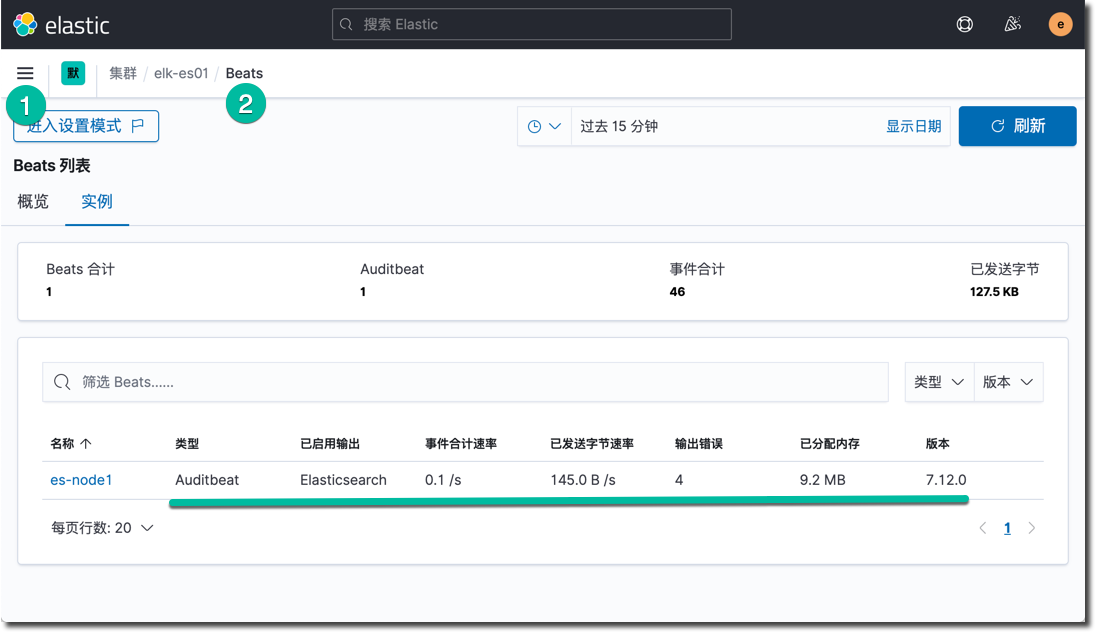 elastic
搜索 Elastic
e
默
集群 / elk-es01 / Beats
1
2
进入设置模式
过去 15 分钟
显示日期
刷新
Beats 列表
概览 实例
Beats 合计 Auditbeat 事件合计 已发送字节
1 1 46 127.5 KB
筛选 Beats......
类型 版本
名称 类型 已启用输出 事件合计速率 已发送字节速率 输出错误 已分配内存 版本
es-node1 Auditbeat Elasticsearch 0.1 /s 145.0 B /s 4 9.2 MB 7.12.0
每页行数: 20
1